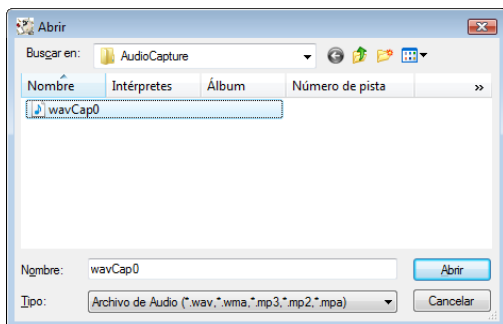 Abrir
Buscar en: AudioCapture
Nombre Intérpretes Álbum Número de pista »
wavCap0
Nombre: wavCap0 Abrir
Tipo: Archivo de Audio (*.wav,*.wma,*.mp3,*.mp2,*.mpa) Cancelar